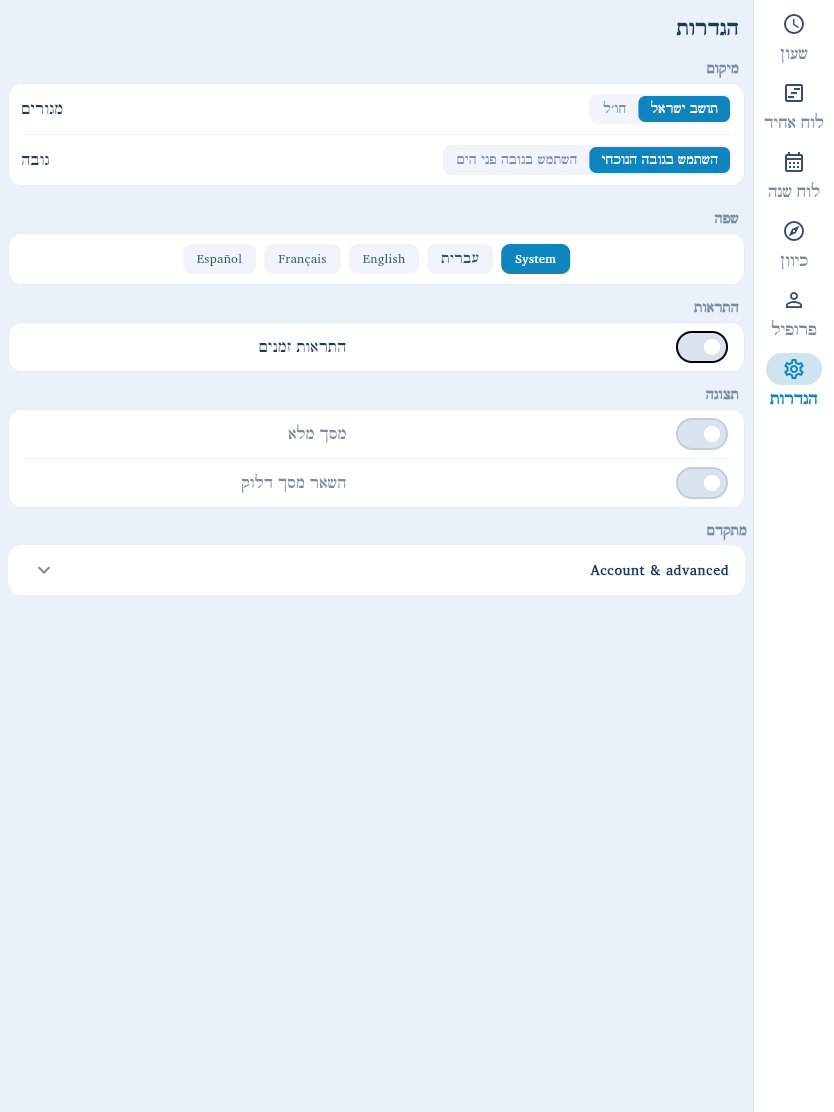 הגדרות
מיקום
מגורים
תושב ישראל
חו״ל
גובה
השתמש בגובה הנוכחי
השתמש בגובה פני הים
שפה
System
עברית
English
Français
Español
התראות
התראות זמנים
תצוגה
מסך מלא
השאר מסך דלוק
מתקדם
Account & advanced
שעון
לוח אחיד
לוח שנה
כיוון
פרופיל
הגדרות